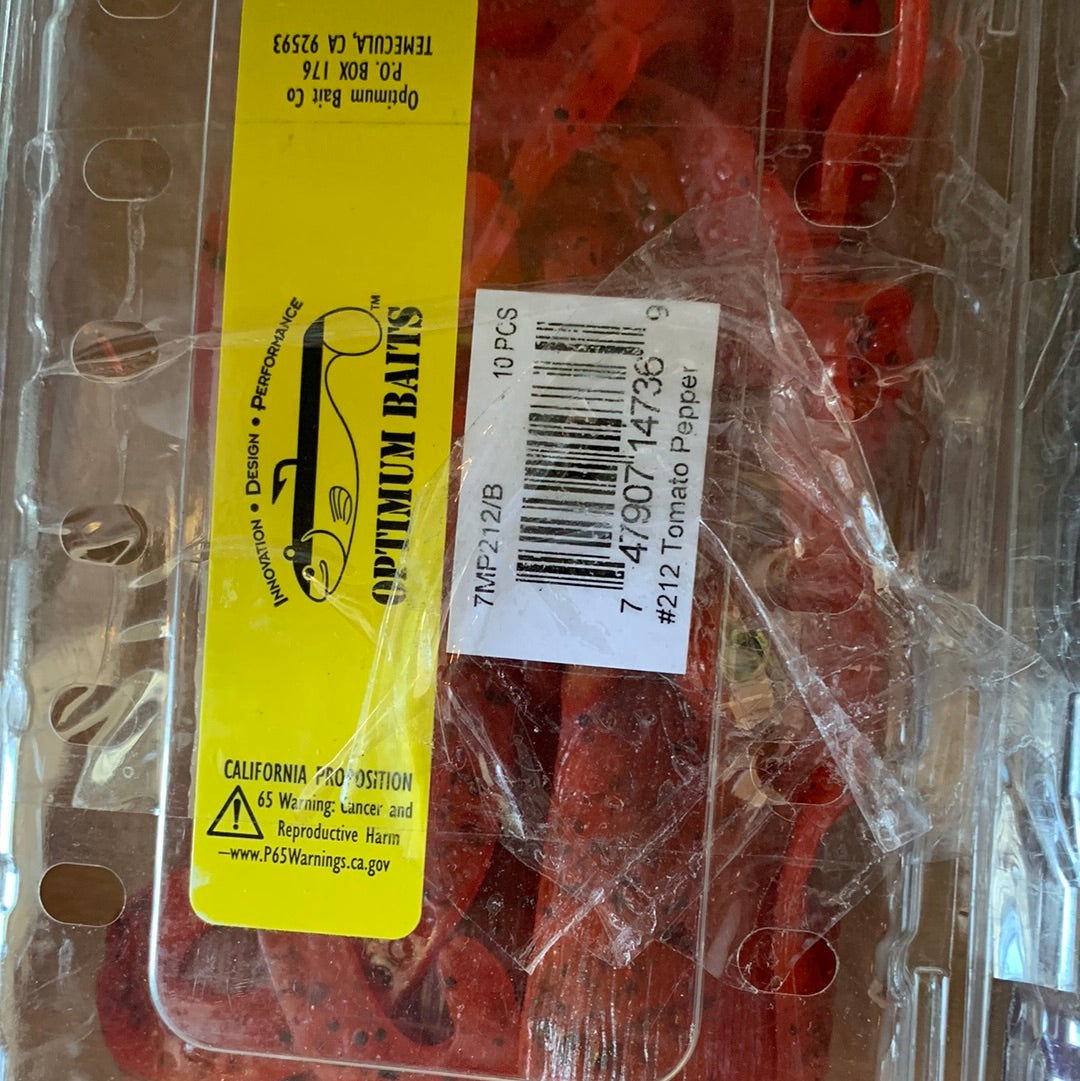 Optimum Bait Co
P.O. BOX 176
TEMECULA, CA 92593
INNOVATION • DESIGN • PERFORMANCE
TM
OPTIMUM BAITS
CALIFORNIA PROPOSITION
65 Warning: Cancer and
Reproductive Harm
—www.P65Warnings.ca.gov
7MP212/B 10 PCS
7 47907 14736 9
#212 Tomato Pepper